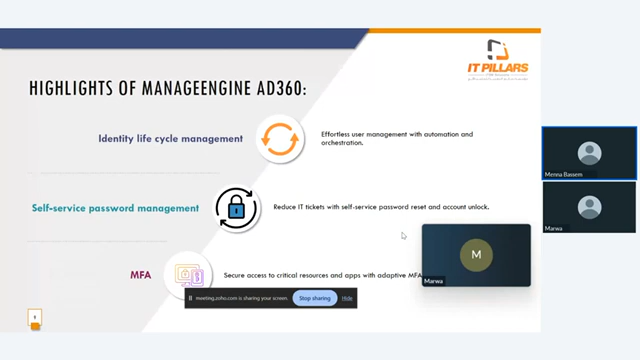 IT PILLARS
HIGHLIGHTS OF MANAGEENGINE AD360:
Identity life cycle management
Effortless user management with automation and
orchestration.
Self-service password management
Reduce IT tickets with self-service password reset and account unlock.
MFA
Secure access to critical resources and apps with adaptive MFA
meeting.zoho.com is sharing your screen.
Stop sharing
Hide
M
Marwa
Menna Bassem
Marwa